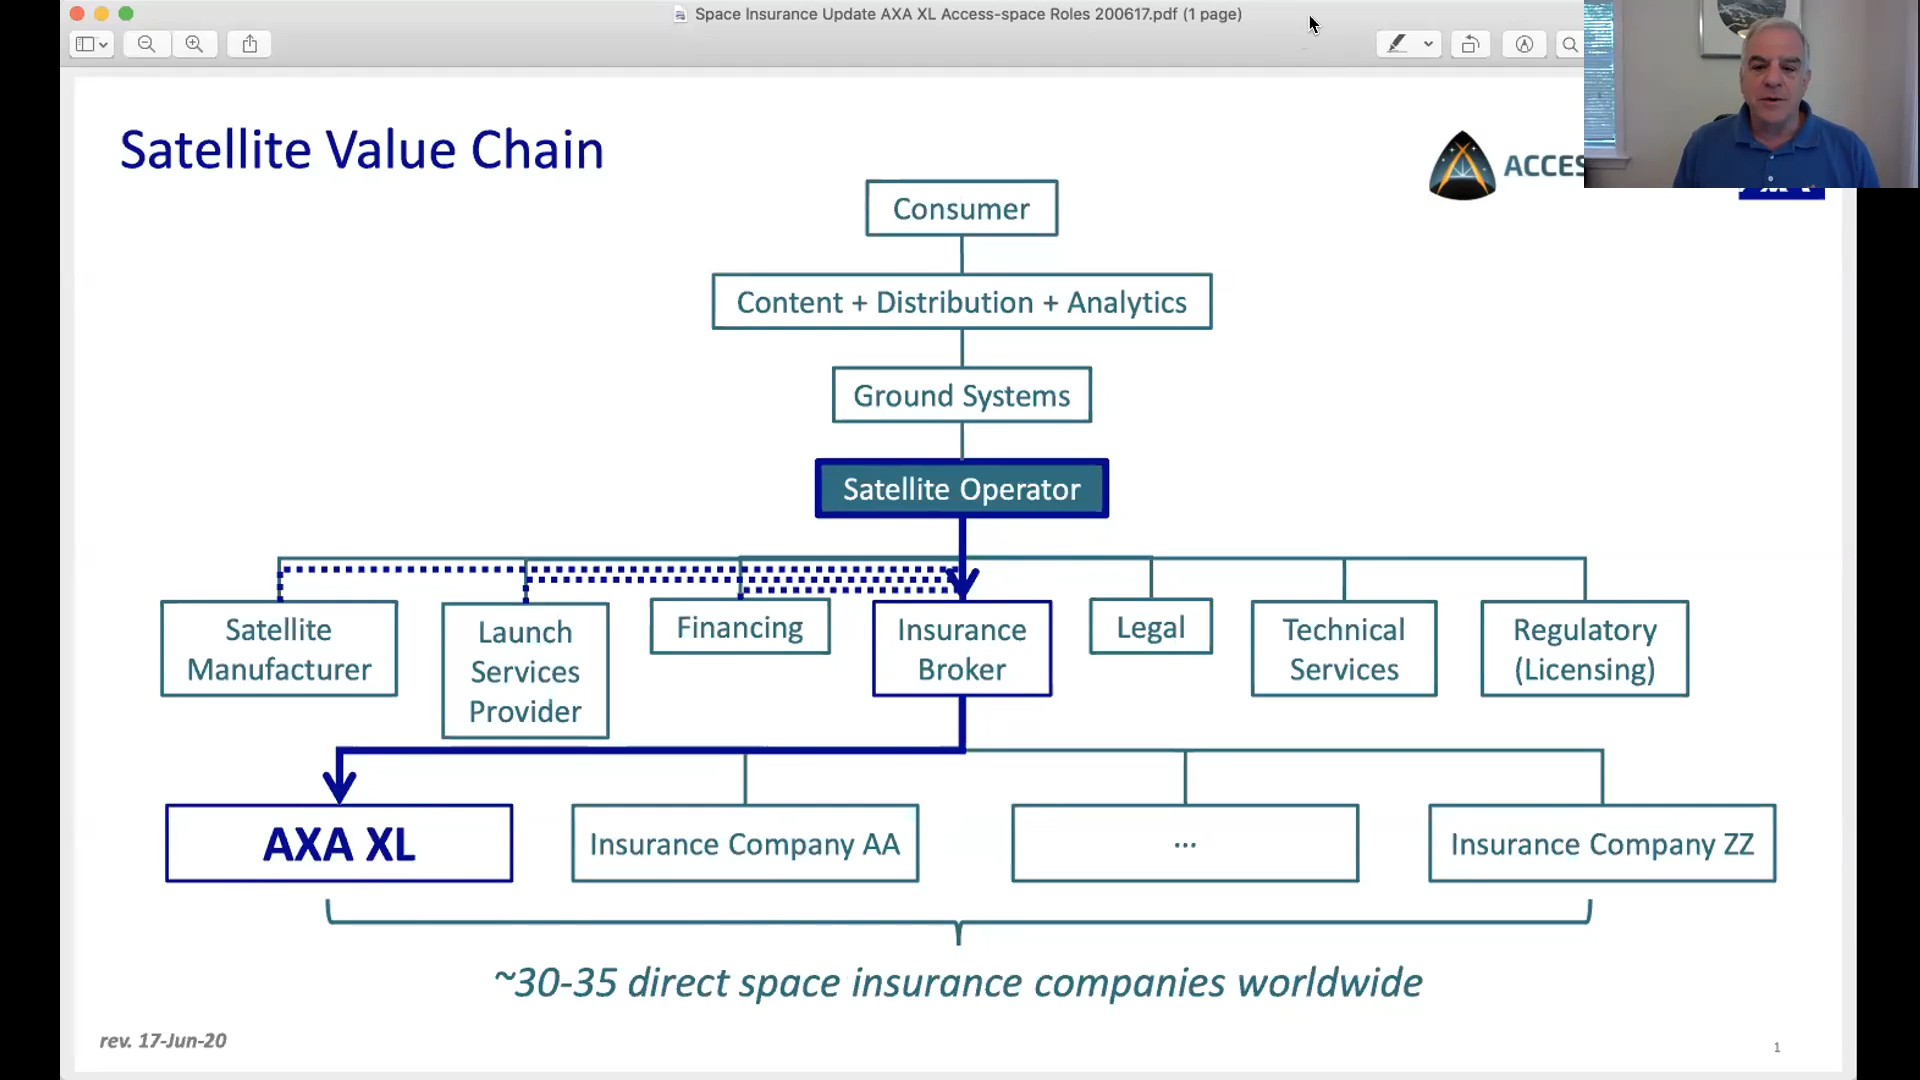 Space Insurance Update AXA XL Access-space Roles 200617.pdf (1 page)
Satellite Value Chain
Consumer
Content + Distribution + Analytics
Ground Systems
Satellite Operator
Satellite
Manufacturer
Launch
Services
Provider
Financing
Insurance
Broker
Legal
Technical
Services
Regulatory
(Licensing)
AXA XL
Insurance Company AA
...
Insurance Company ZZ
~30-35 direct space insurance companies worldwide
rev. 17-Jun-20
1